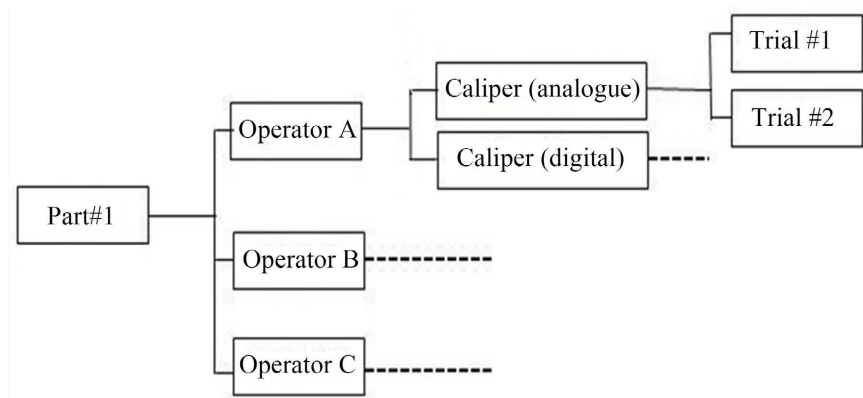 Trial #1
Caliper (analogue)
Trial #2
Operator A
Caliper (digital)
Part#1
Operator B
Operator C